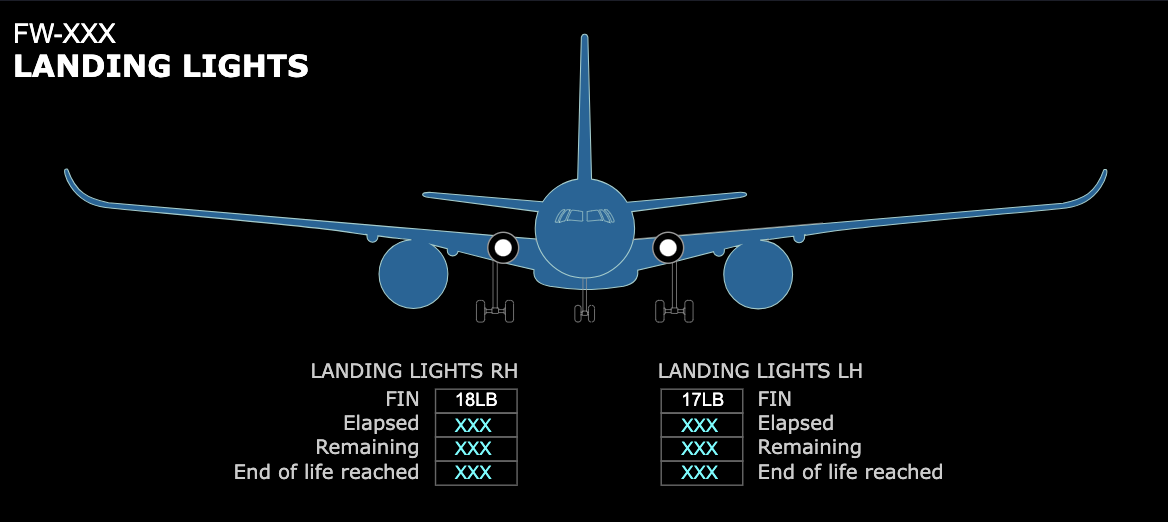 FW-XXX
LANDING LIGHTS
LANDING LIGHTS RH
FIN 18LB
Elapsed XXX
Remaining XXX
End of life reached XXX
LANDING LIGHTS LH
17LB FIN
XXX Elapsed
XXX Remaining
XXX End of life reached